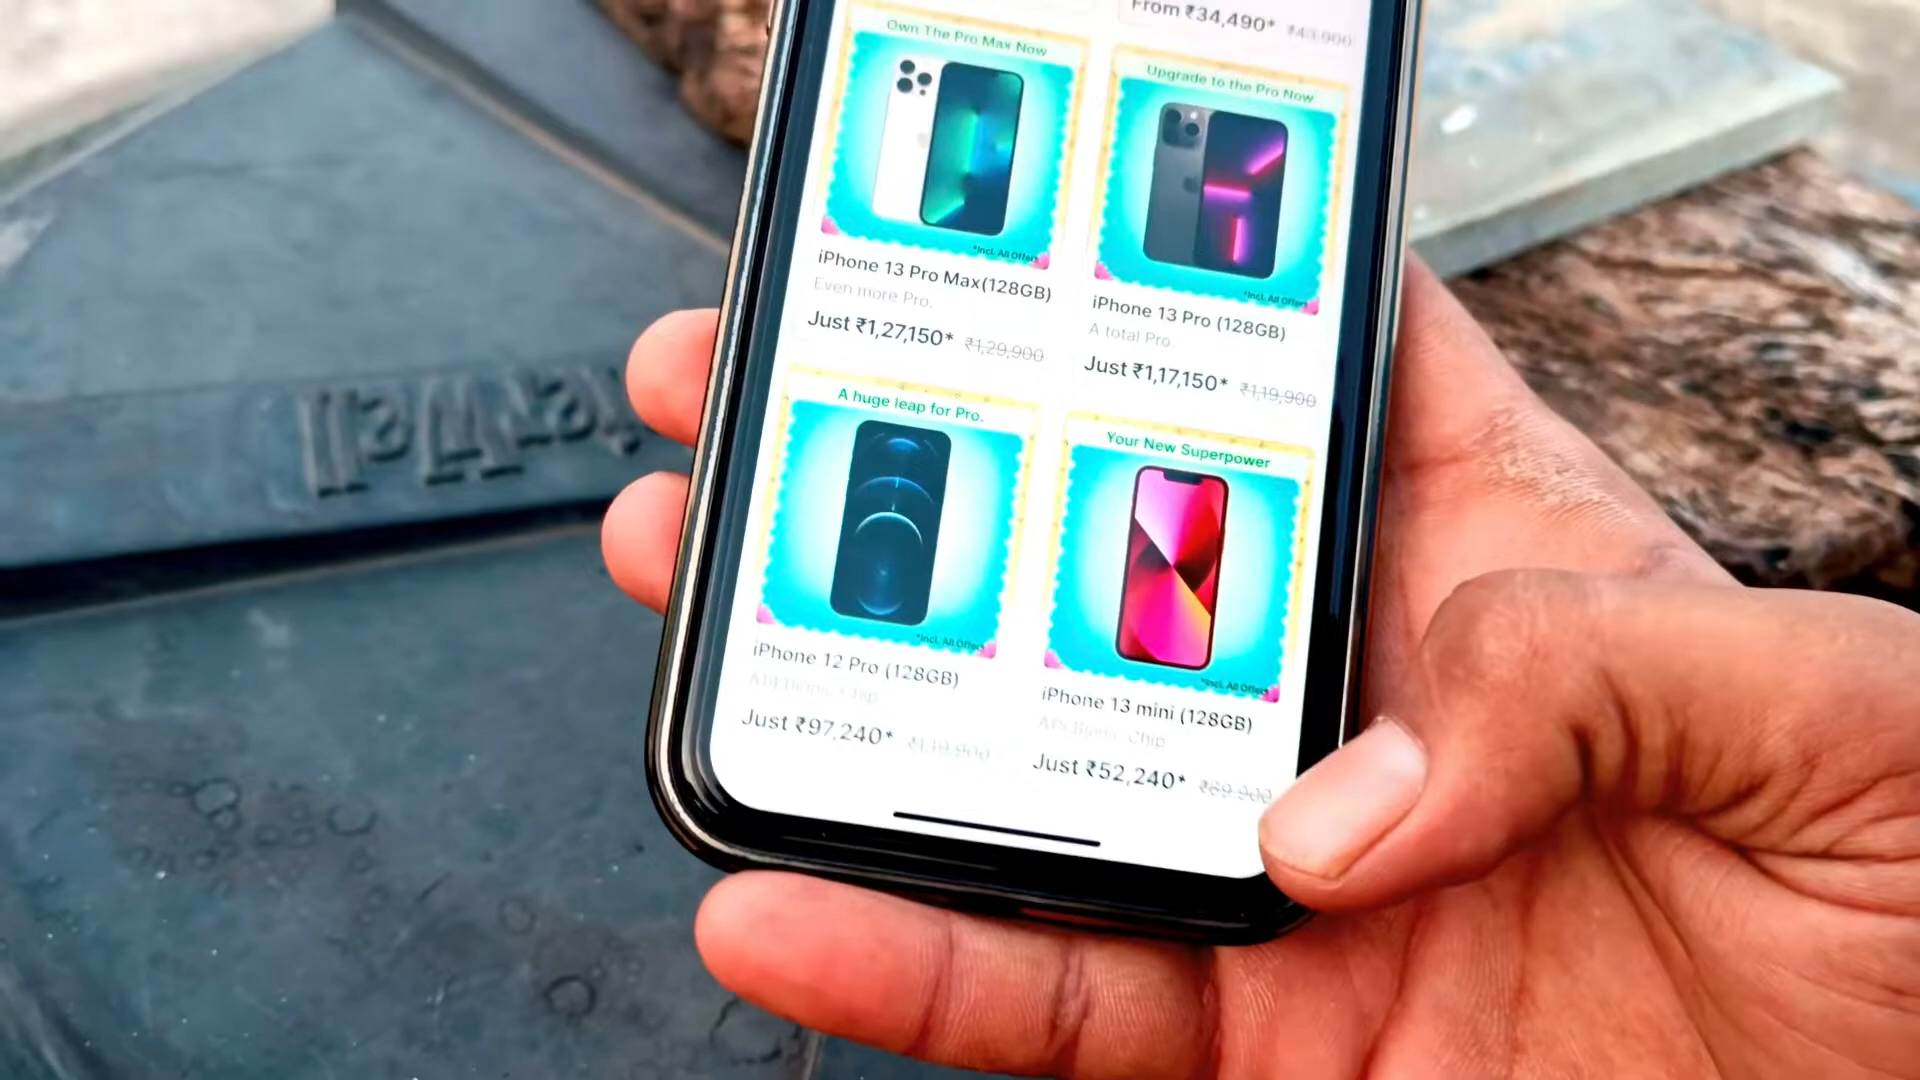 From ₹34,490* ₹43,900
Own The Pro Max Now
*Incl. All Offers
iPhone 13 Pro Max(128GB)
Even more Pro.
Just ₹1,27,150* ₹1,29,900
Upgrade to the Pro Now
*Incl. All Offers
iPhone 13 Pro (128GB)
A total Pro.
Just ₹1,17,150* ₹1,19,900
A huge leap for Pro.
*Incl. All Offers
iPhone 12 Pro (128GB)
Chip
Just ₹97,240*
Your New Superpower
*Incl. All Offers
iPhone 13 mini (128GB)
Chip
Just ₹52,240* ₹69,900